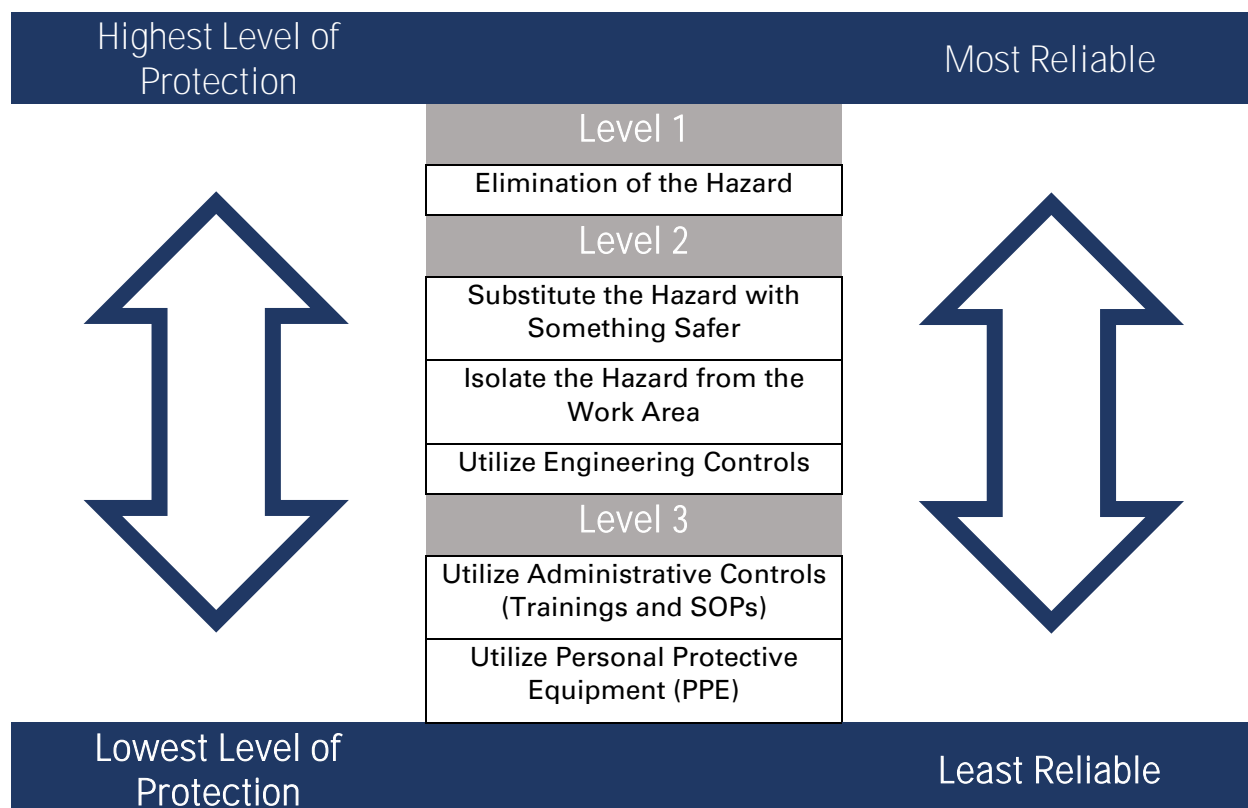 Highest Level of
Protection
Most Reliable
Level 1
Elimination of the Hazard
Level 2
Substitute the Hazard with
Something Safer
Isolate the Hazard from the
Work Area
Utilize Engineering Controls
Level 3
Utilize Administrative Controls
(Trainings and SOPs)
Utilize Personal Protective
Equipment (PPE)
Lowest Level of
Protection
Least Reliable